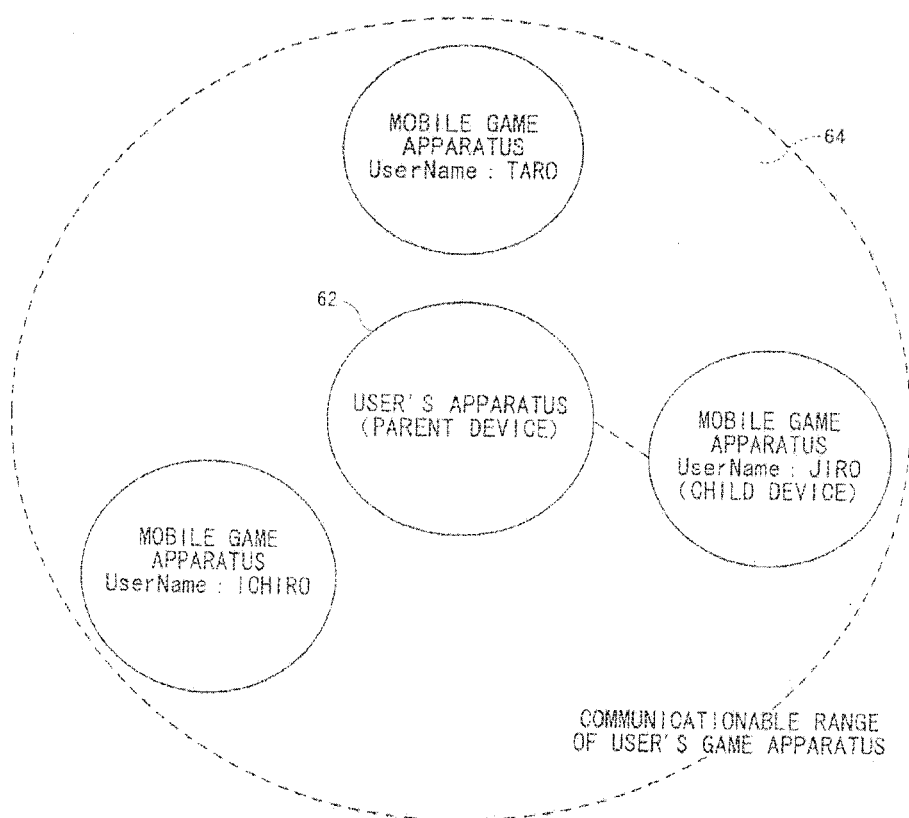 MOBILE GAME
APPARATUS
UserName : TARO
64
62
USER'S APPARATUS
(PARENT DEVICE)
MOBILE GAME
APPARATUS
UserName : JIRO
(CHILD DEVICE)
MOBILE GAME
APPARATUS
UserName : ICHIRO
COMMUNICATIONABLE RANGE
OF USER'S GAME APPARATUS